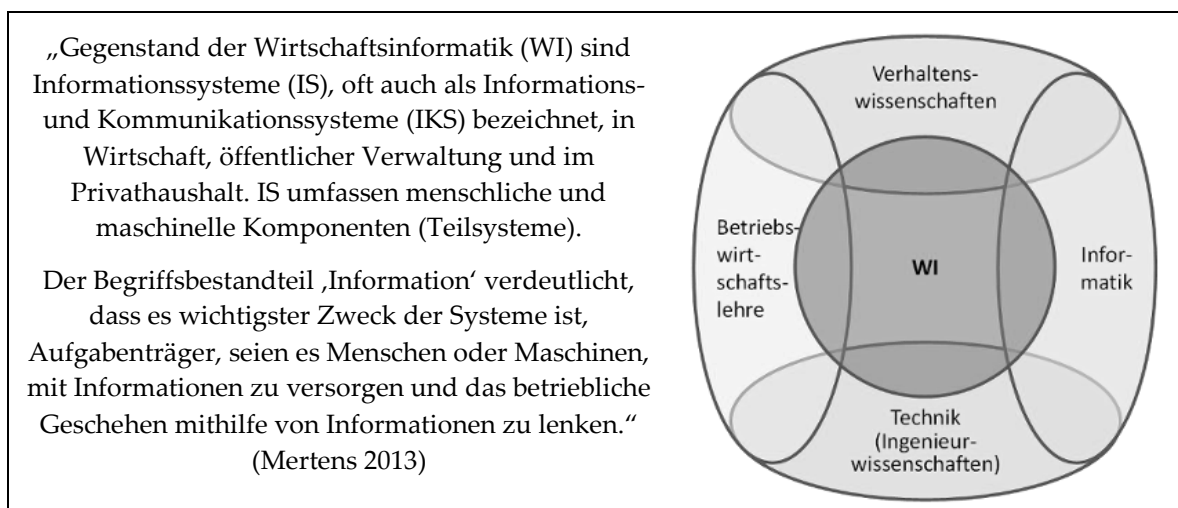 „Gegenstand der Wirtschaftsinformatik (WI) sind
Informationssysteme (IS), oft auch als Informations-
und Kommunikationssysteme (IKS) bezeichnet, in
Wirtschaft, öffentlicher Verwaltung und im
Privathaushalt. IS umfassen menschliche und
maschinelle Komponenten (Teilsysteme).
Der Begriffsbestandteil ‚Information‘ verdeutlicht,
dass es wichtigster Zweck der Systeme ist,
Aufgabenträger, seien es Menschen oder Maschinen,
mit Informationen zu versorgen und das betriebliche
Geschehen mithilfe von Informationen zu lenken.“
(Mertens 2013)
Verhaltens-
wissenschaften
Betriebs-
wirt-
schafts-
lehre
WI
Infor-
matik
Technik
(Ingenieur-
wissenschaften)